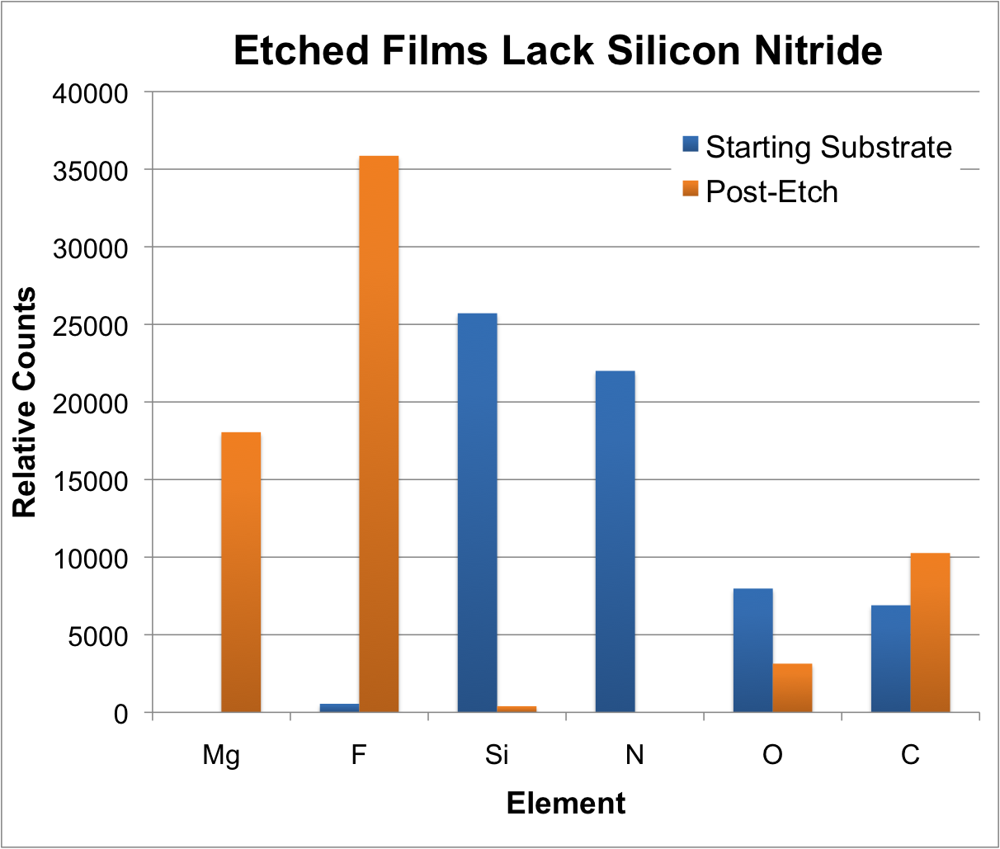 Etched Films Lack Silicon Nitride
40000
35000
30000
25000
20000
15000
10000
5000
0
Relative Counts
Starting Substrate
Post-Etch
Mg F Si N O C
Element